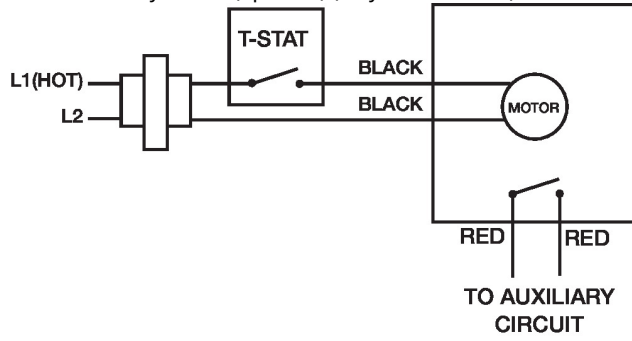 T-STAT
L1(HOT)
BLACK
L2
BLACK
MOTOR
RED
RED
TO AUXILIARY
CIRCUIT